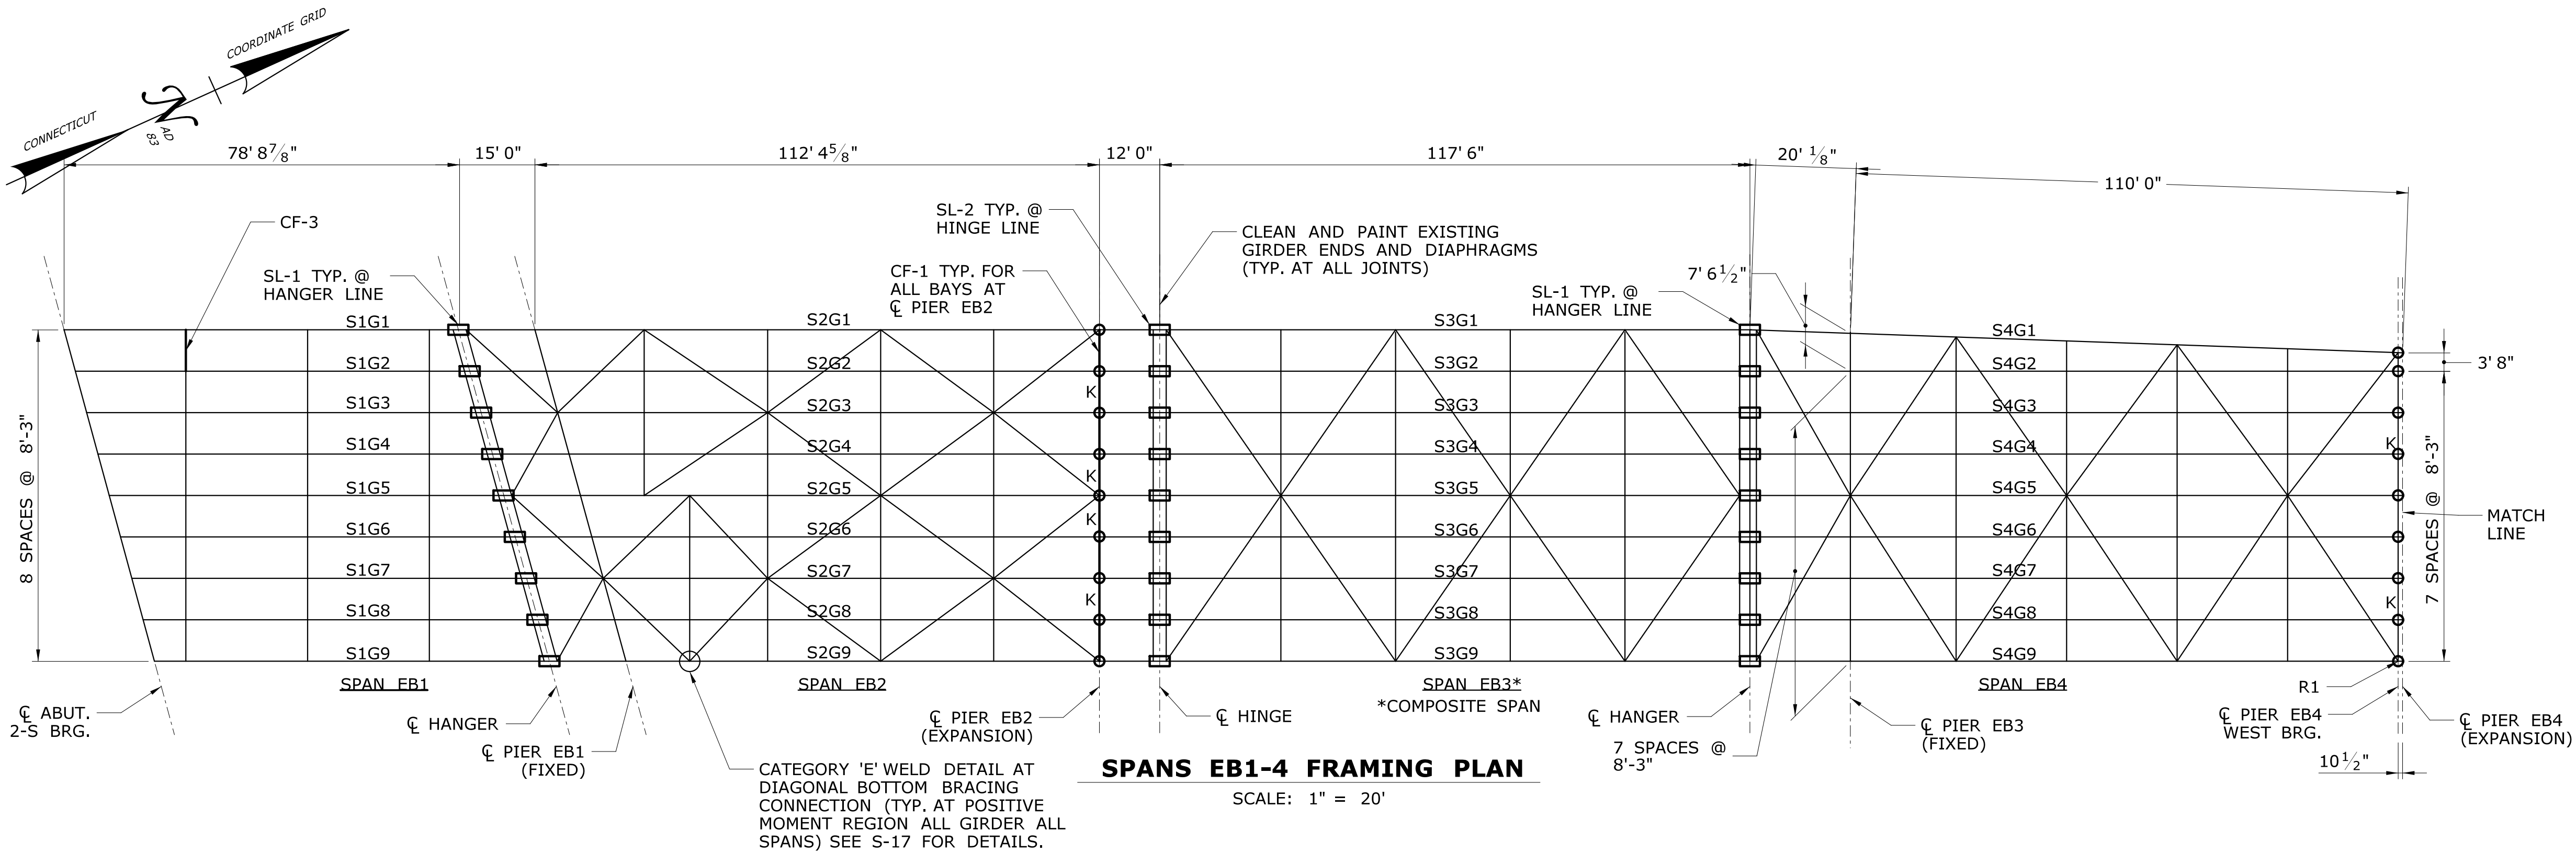 COORDINATE GRID
CONNECTICUT
N
AD
83
78' 8 7/8"
15' 0"
112' 4 5/8"
12' 0"
117' 6"
20' 1/8"
110' 0"
CF-3
SL-1 TYP. @
HANGER LINE
SL-2 TYP. @
HINGE LINE
CF-1 TYP. FOR
ALL BAYS AT
℄ PIER EB2
CLEAN AND PAINT EXISTING
GIRDER ENDS AND DIAPHRAGMS
(TYP. AT ALL JOINTS)
SL-1 TYP. @
HANGER LINE
7' 6 1/2"
3' 8"
8 SPACES @ 8'-3"
S1G1
S1G2
S1G3
S1G4
S1G5
S1G6
S1G7
S1G8
S1G9
S2G1
S2G2
S2G3
S2G4
S2G5
S2G6
S2G7
S2G8
S2G9
K
K
K
K
S3G1
S3G2
S3G3
S3G4
S3G5
S3G6
S3G7
S3G8
S3G9
S4G1
S4G2
S4G3
S4G4
S4G5
S4G6
S4G7
S4G8
S4G9
K
K
7 SPACES @ 8'-3"
MATCH
LINE
R1
SPAN EB1
SPAN EB2
SPAN EB3*
*COMPOSITE SPAN
SPAN EB4
℄ ABUT.
2-S BRG.
℄ HANGER
℄ PIER EB1
(FIXED)
℄ PIER EB2
(EXPANSION)
℄ HINGE
℄ HANGER
7 SPACES @
8'-3"
℄ PIER EB3
(FIXED)
℄ PIER EB4
WEST BRG.
℄ PIER EB4
(EXPANSION)
10 1/2"
CATEGORY 'E' WELD DETAIL AT
DIAGONAL BOTTOM BRACING
CONNECTION (TYP. AT POSITIVE
MOMENT REGION ALL GIRDER ALL
SPANS) SEE S-17 FOR DETAILS.
SPANS EB1-4 FRAMING PLAN
SCALE: 1" = 20'